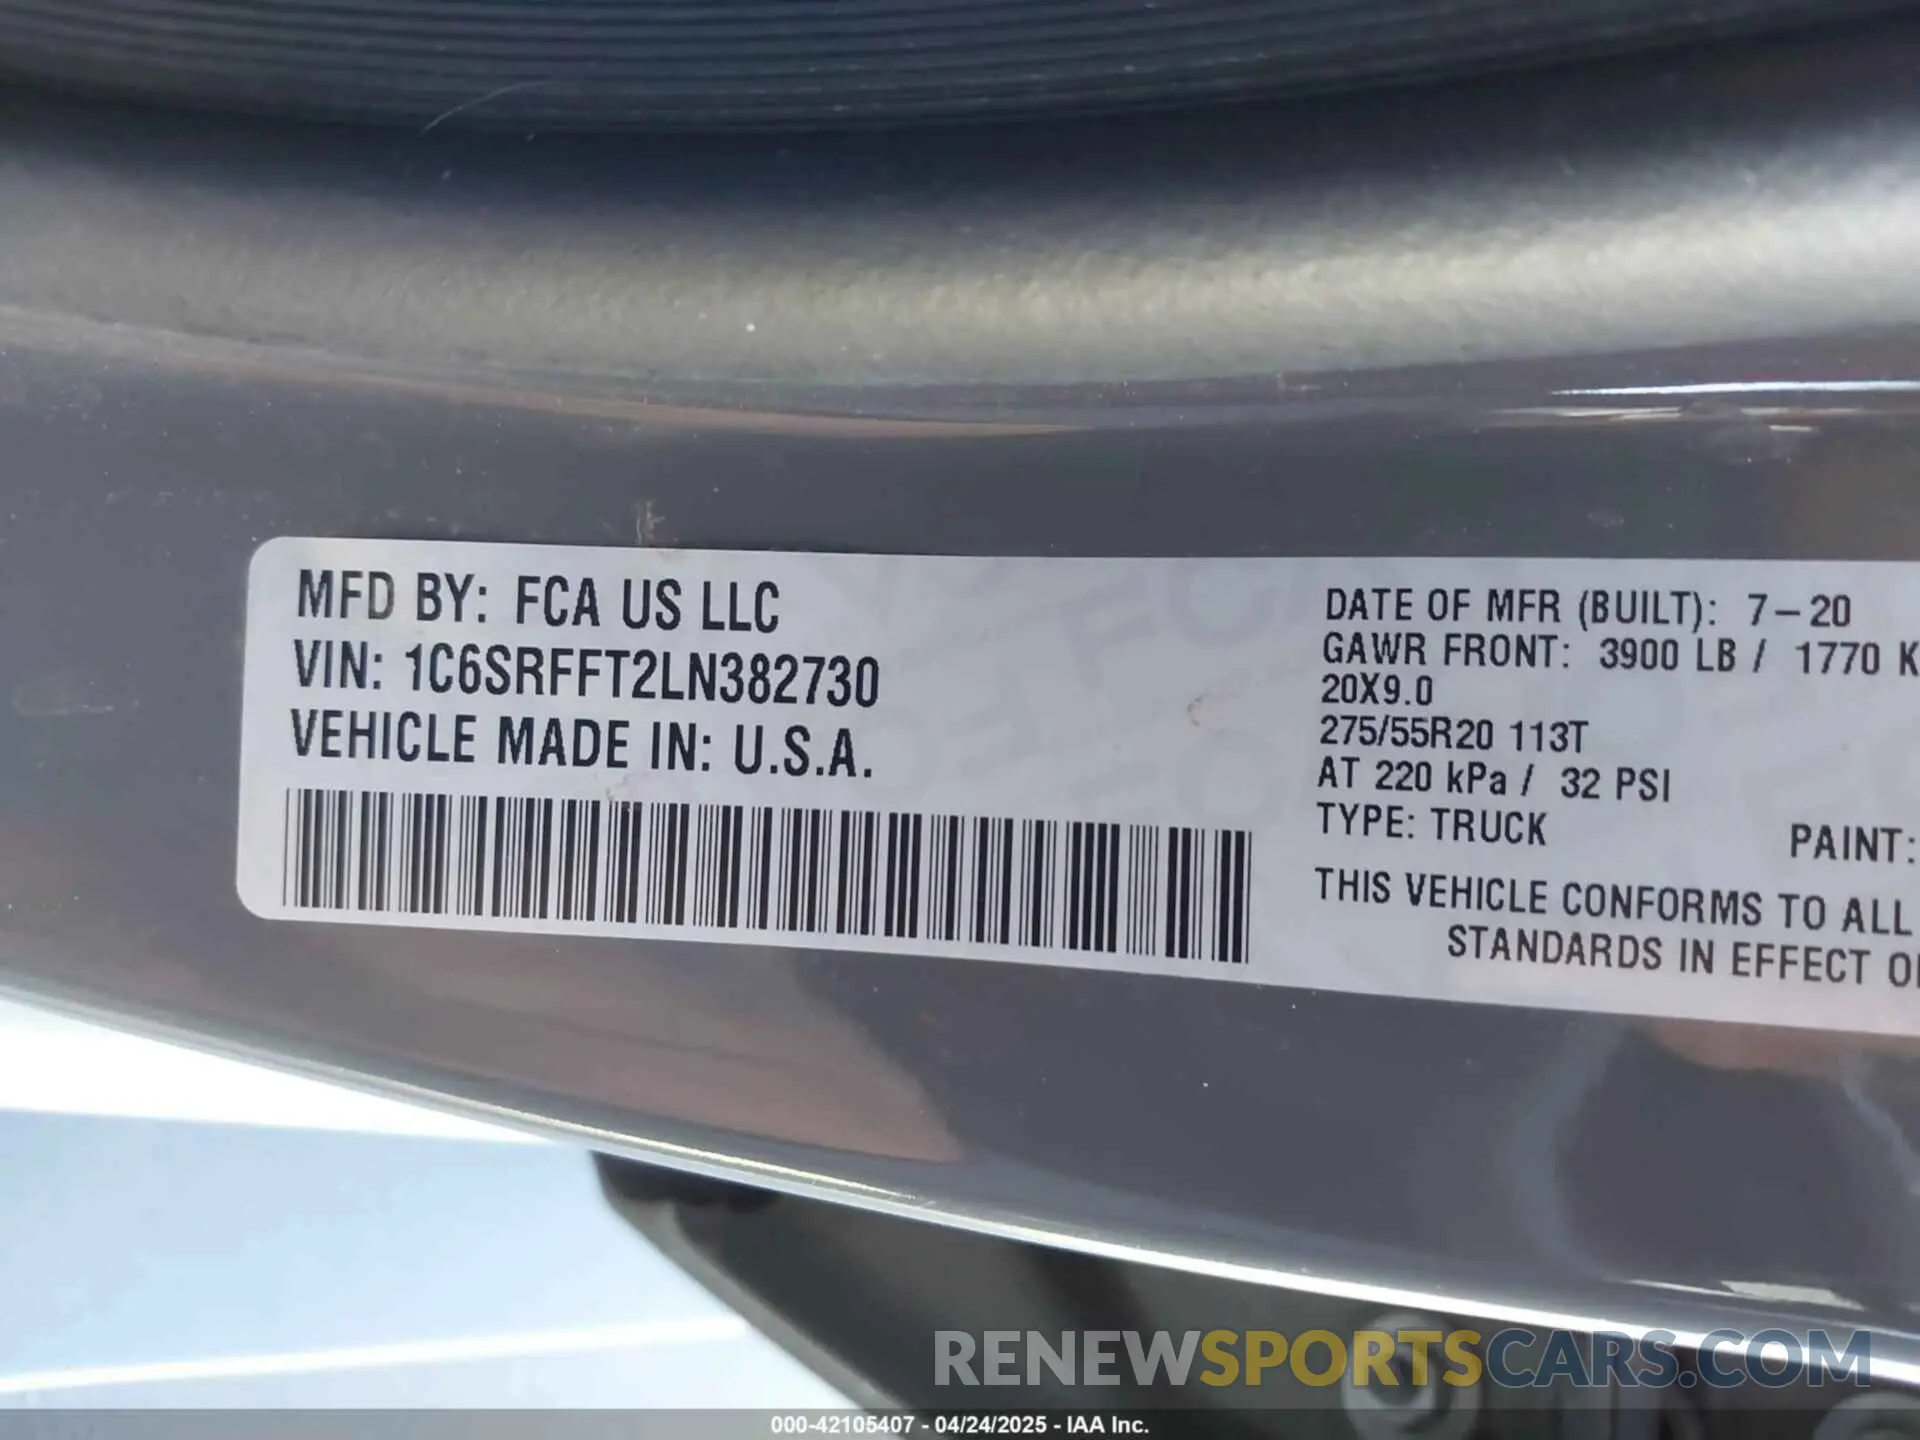 MFD BY: FCA US LLC
VIN: 1C6SRFFT2LN382730
VEHICLE MADE IN: U.S.A.
DATE OF MFR (BUILT): 7-20
GAWR FRONT: 3900 LB / 1770 K
20X9.0
275/55R20 113T
AT 220 kPa / 32 PSI
TYPE: TRUCK PAINT:
THIS VEHICLE CONFORMS TO ALL
STANDARDS IN EFFECT
RENEWSPORTSCARS.COM
000-42105407 - 04/24/2025 - IAA Inc.